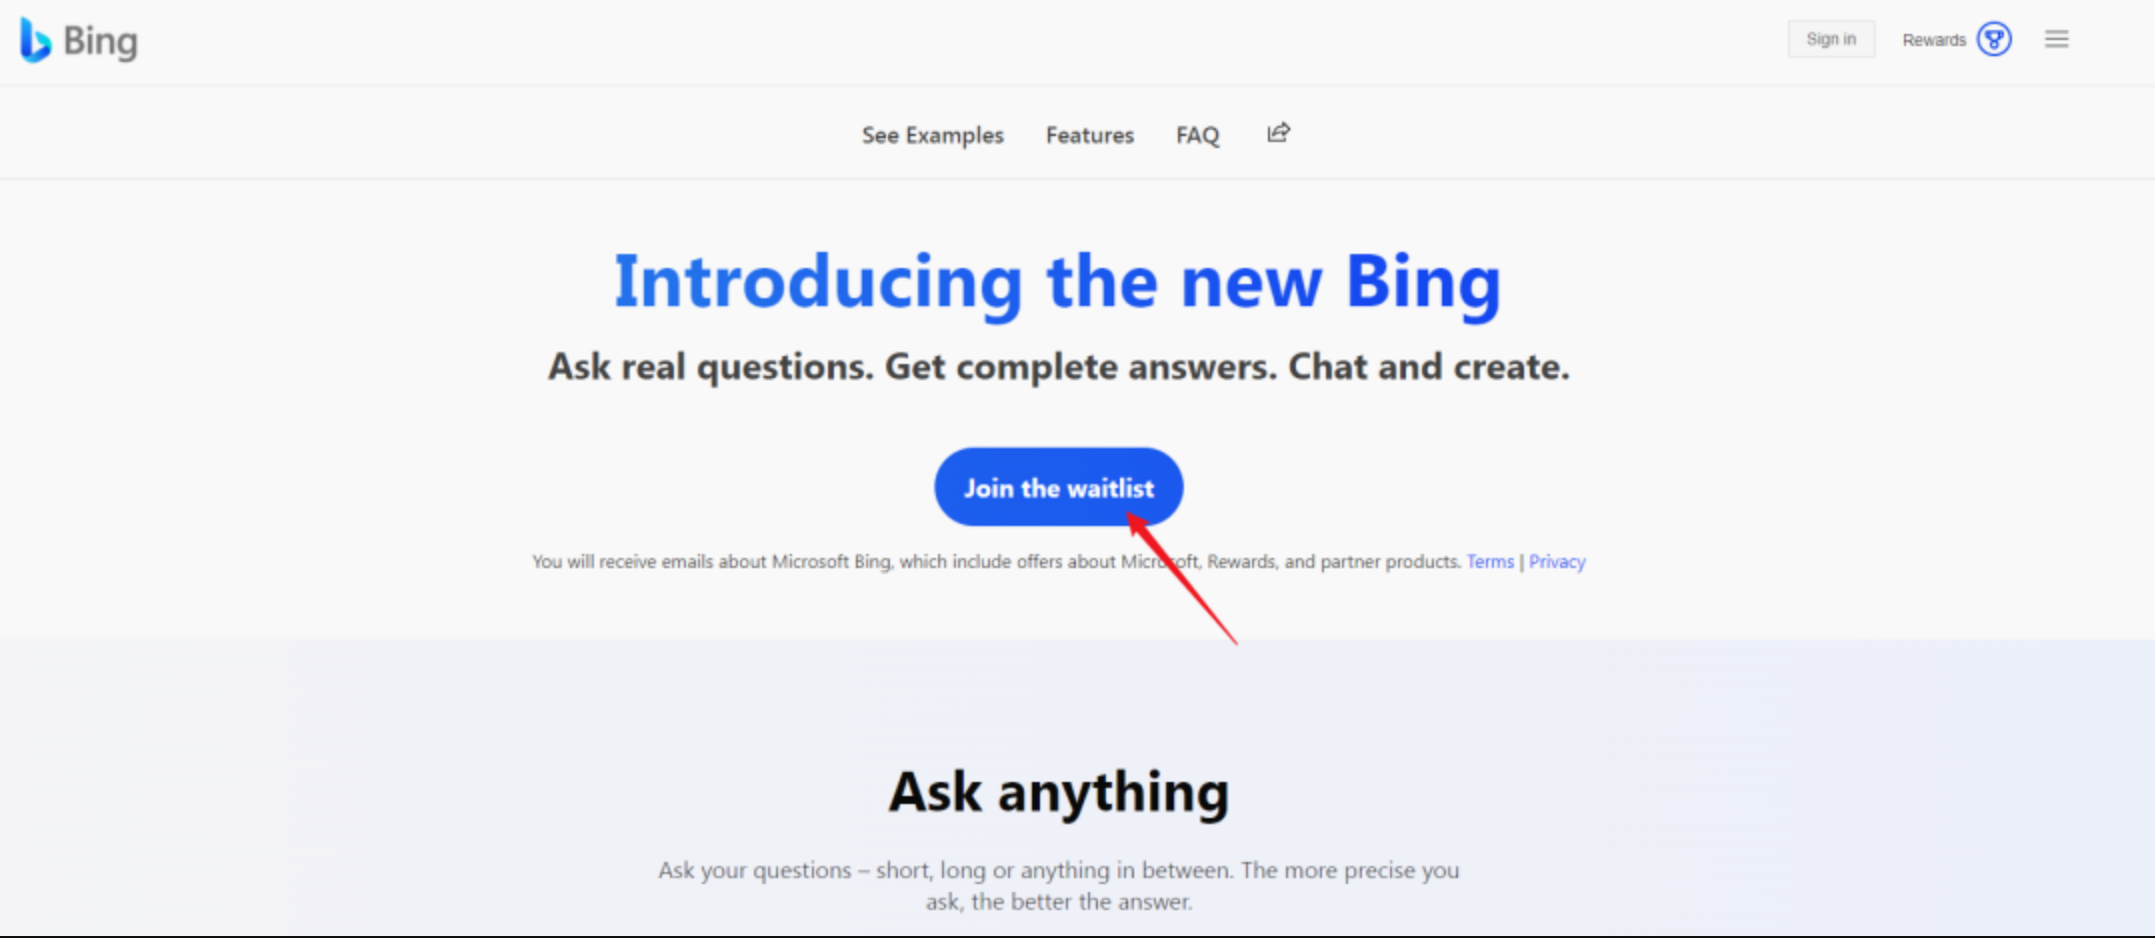 Bing
Sign in
Rewards
See Examples
Features
FAQ
Introducing the new Bing
Ask real questions. Get complete answers. Chat and create.
Join the waitlist
You will receive emails about Microsoft Bing, which include offers about Microsoft, Rewards, and partner products. Terms | Privacy
Ask anything
Ask your questions – short, long or anything in between. The more precise you
ask, the better the answer.